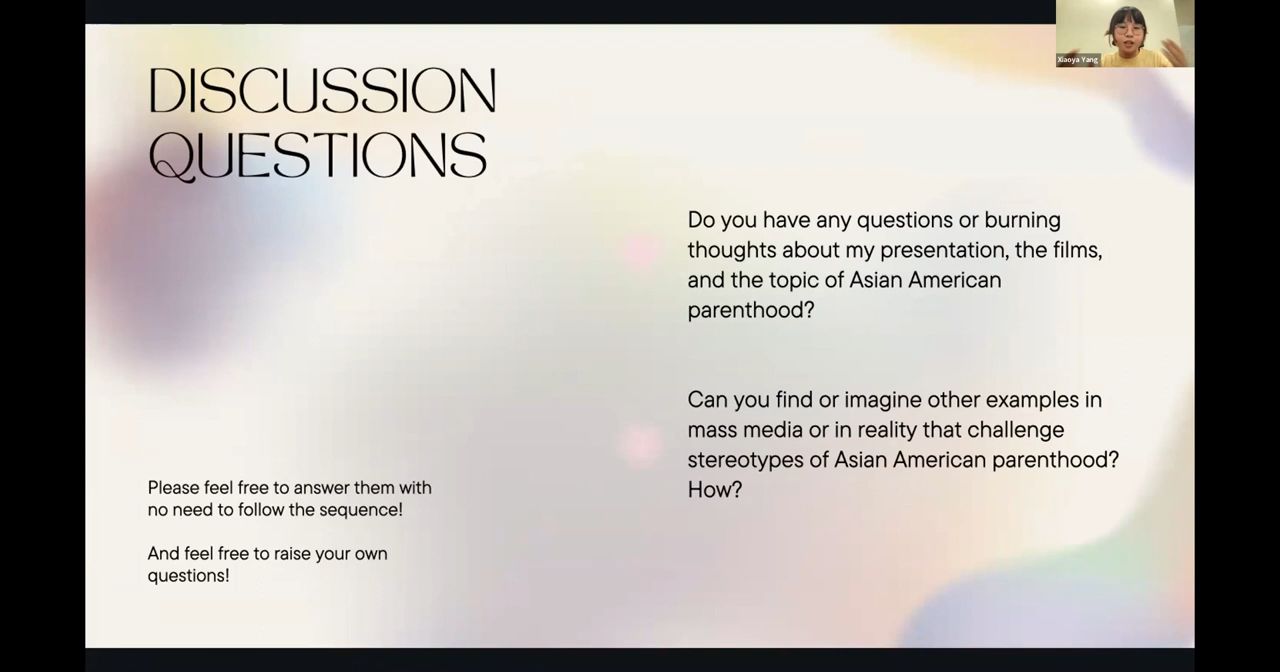 DISCUSSION
QUESTIONS
Xiaoya Yang
Do you have any questions or burning
thoughts about my presentation, the films,
and the topic of Asian American
parenthood?
Can you find or imagine other examples in
mass media or in reality that challenge
stereotypes of Asian American parenthood?
How?
Please feel free to answer them with
no need to follow the sequence!
And feel free to raise your own
questions!